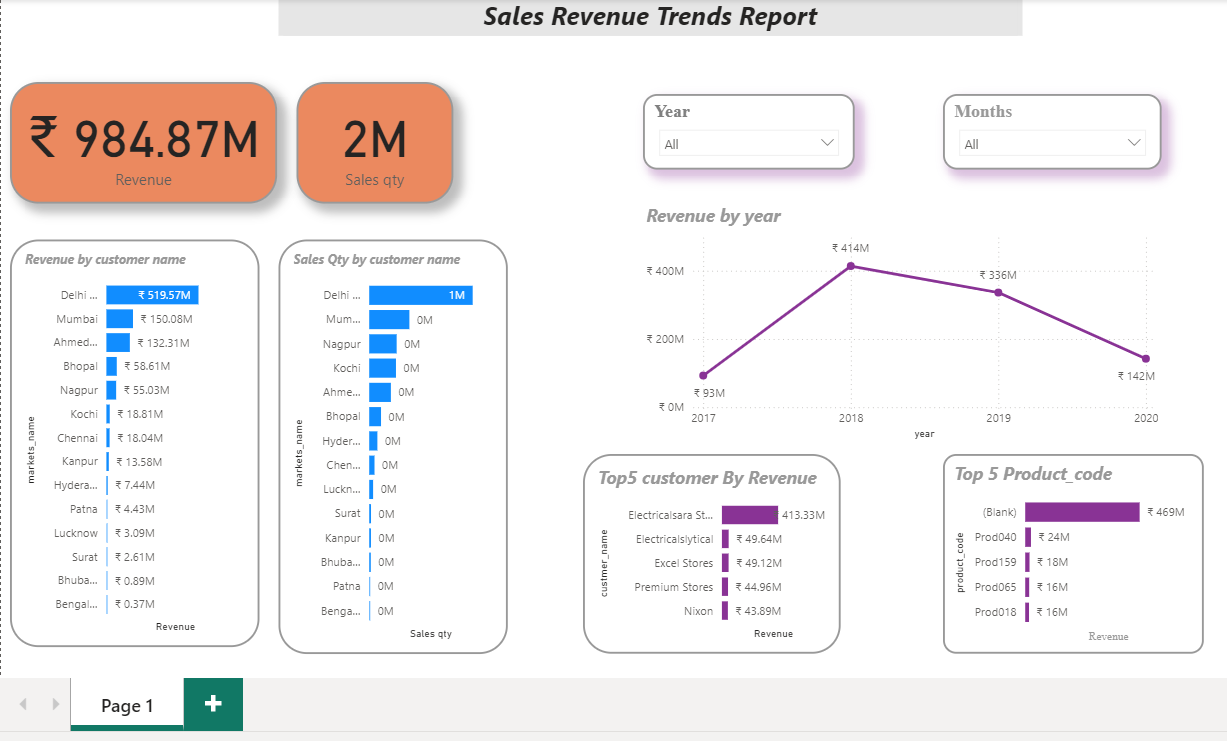 Sales Revenue Trends Report
₹ 984.87M
Revenue
2M
Sales qty
Year
All
Months
All
Revenue by customer name
markets_name
Delhi ... ₹ 519.57M
Mumbai ₹ 150.08M
Ahmed... ₹ 132.31M
Bhopal ₹ 58.61M
Nagpur ₹ 55.03M
Kochi ₹ 18.81M
Chennai ₹ 18.04M
Kanpur ₹ 13.58M
Hydera... ₹ 7.44M
Patna ₹ 4.43M
Lucknow ₹ 3.09M
Surat ₹ 2.61M
Bhuba... ₹ 0.89M
Bengal... ₹ 0.37M
Revenue
Sales Qty by customer name
markets_name
Delhi ... 1M
Mum... 0M
Nagpur 0M
Kochi 0M
Ahme... 0M
Bhopal 0M
Hyder... 0M
Chen... 0M
Luckn... 0M
Surat 0M
Kanpur 0M
Bhuba... 0M
Patna 0M
Benga... 0M
Sales qty
Revenue by year
₹ 400M
₹ 200M
₹ 0M
₹ 93M
₹ 414M
₹ 336M
₹ 142M
2017 2018 2019 2020
year
Top5 customer By Revenue
custmer_name
Electricalsara St... 413.33M
Electricalslytical ₹ 49.64M
Excel Stores ₹ 49.12M
Premium Stores ₹ 44.96M
Nixon ₹ 43.89M
Revenue
Top 5 Product_code
product_code
(Blank) ₹ 469M
Prod040 ₹ 24M
Prod159 ₹ 18M
Prod065 ₹ 16M
Prod018 ₹ 16M
Revenue
Page 1